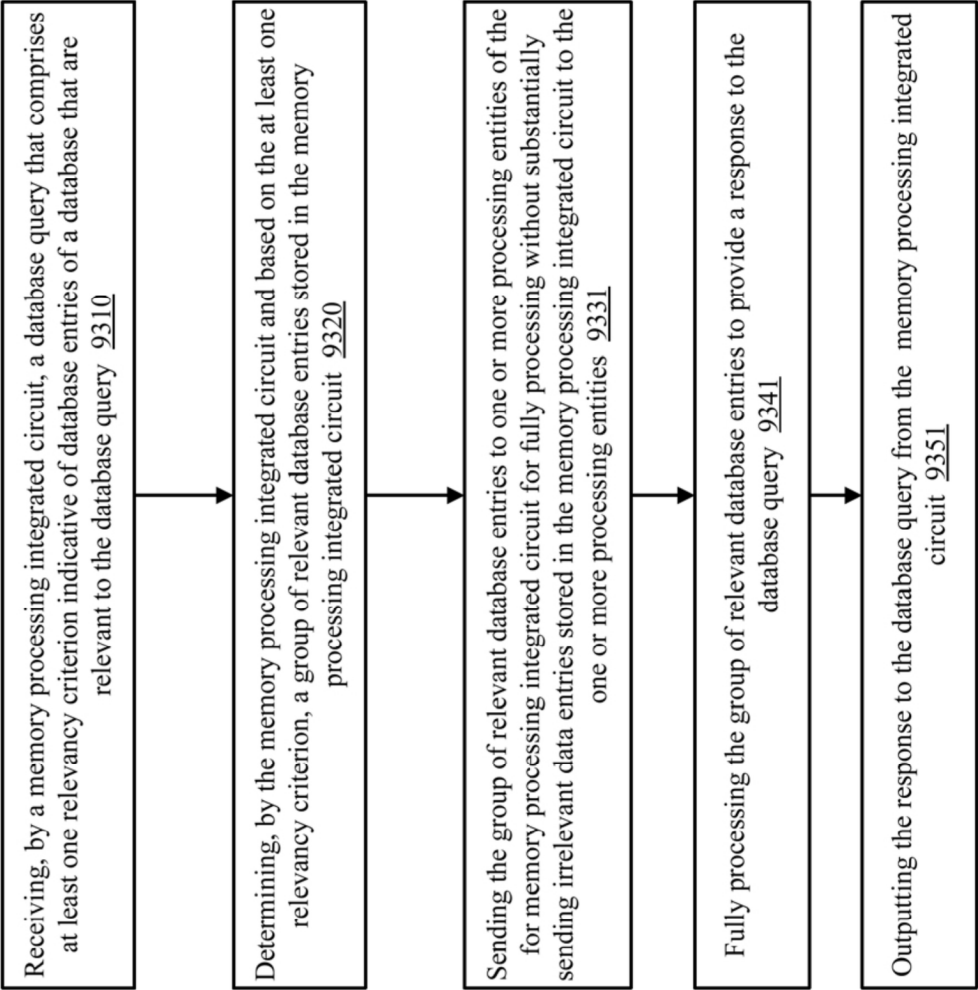 Receiving, by a memory processing integrated circuit, a database query that comprises
at least one relevancy criterion indicative of database entries of a database that are
relevant to the database query 9310
Determining, by the memory processing integrated circuit and based on the at least one
relevancy criterion, a group of relevant database entries stored in the memory
processing integrated circuit 9320
Sending the group of relevant database entries to one or more processing entities of the
for memory processing integrated circuit for fully processing without substantially
sending irrelevant data entries stored in the memory processing integrated circuit to the
one or more processing entities 9331
Fully processing the group of relevant database entries to provide a response to the
database query 9341
Outputting the response to the database query from the memory processing integrated
circuit 9351